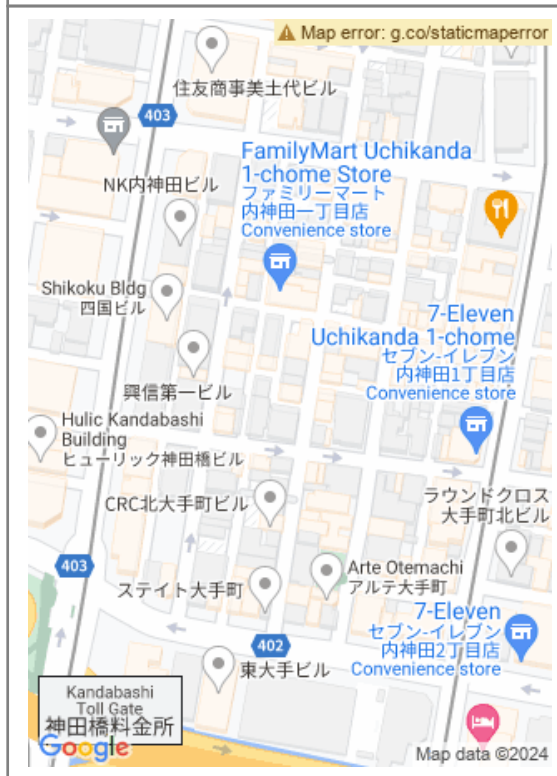 Map error: g.co/staticmaperror
住友商事美土代ビル
403
FamilyMart Uchikanda
1-chome Store
ファミリーマート
内神田一丁目店
Convenience store
NK内神田ビル
Shikoku Bldg
四国ビル
7-Eleven
Uchikanda 1-chome
セブン-イレブン
内神田1丁目店
Convenience store
興信第一ビル
Hulic Kandabashi
Building
ヒューリック神田橋ビル
ラウンドクロス
大手町北ビル
CRC北大手町ビル
403
Arte Otemachi
アルテ大手町
ステイト大手町
7-Eleven
セブン-イレブン
内神田2丁目店
Convenience store
402
東大手ビル
Kandabashi
Toll Gate
神田橋料金所
Google
Map data ©2024